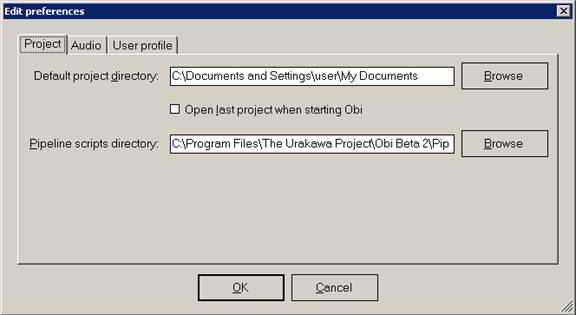 Edit preferences
Project Audio User profile
Default project directory: C:\Documents and Settings\user\My Documents Browse
Open last project when starting Obi
Pipeline scripts directory: C:\Program Files\The Urakawa Project\Obi Beta 2\Pip Browse
OK Cancel